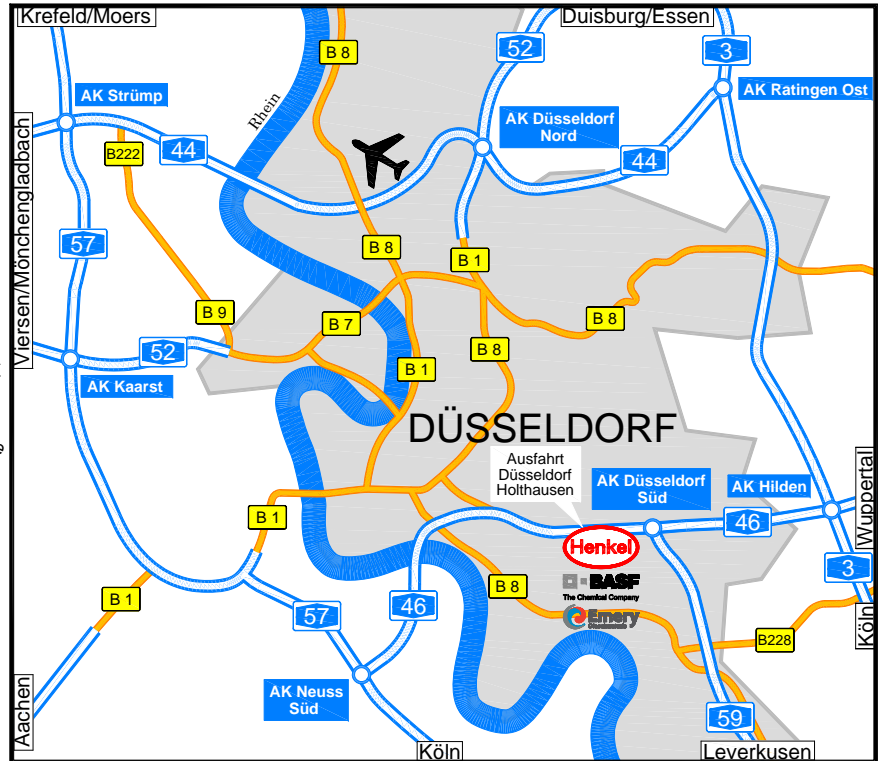 Krefeld/Moers
Duisburg/Essen
B 8
52
3
AK Strümp
Rhein
AK Ratingen Ost
AK Düsseldorf
Nord
B222
44
44
Viersen/Mönchengladbach
57
B 8
B 1
B 9
B 7
B 8
52
B 8
B 1
AK Kaarst
DÜSSELDORF
Ausfahrt
Düsseldorf
Holthausen
AK Düsseldorf
Süd
AK Hilden
Wuppertal
B 1
46
Henkel
3
BASF
The Chemical Company
B 8
B 1
57
46
Emery
B228
Köln
AK Neuss
Süd
Aachen
59
Köln
Leverkusen